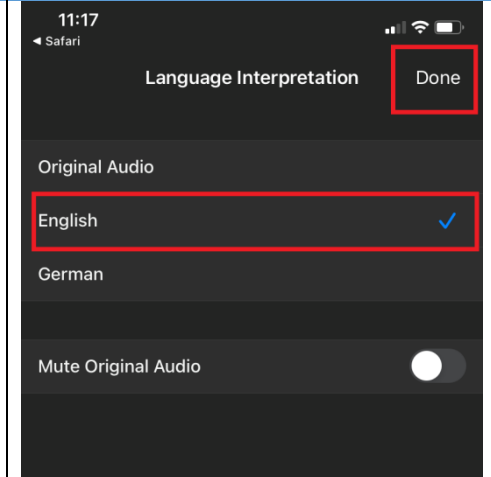 11:17
◄ Safari
Language Interpretation Done
Original Audio
English
German
Mute Original Audio